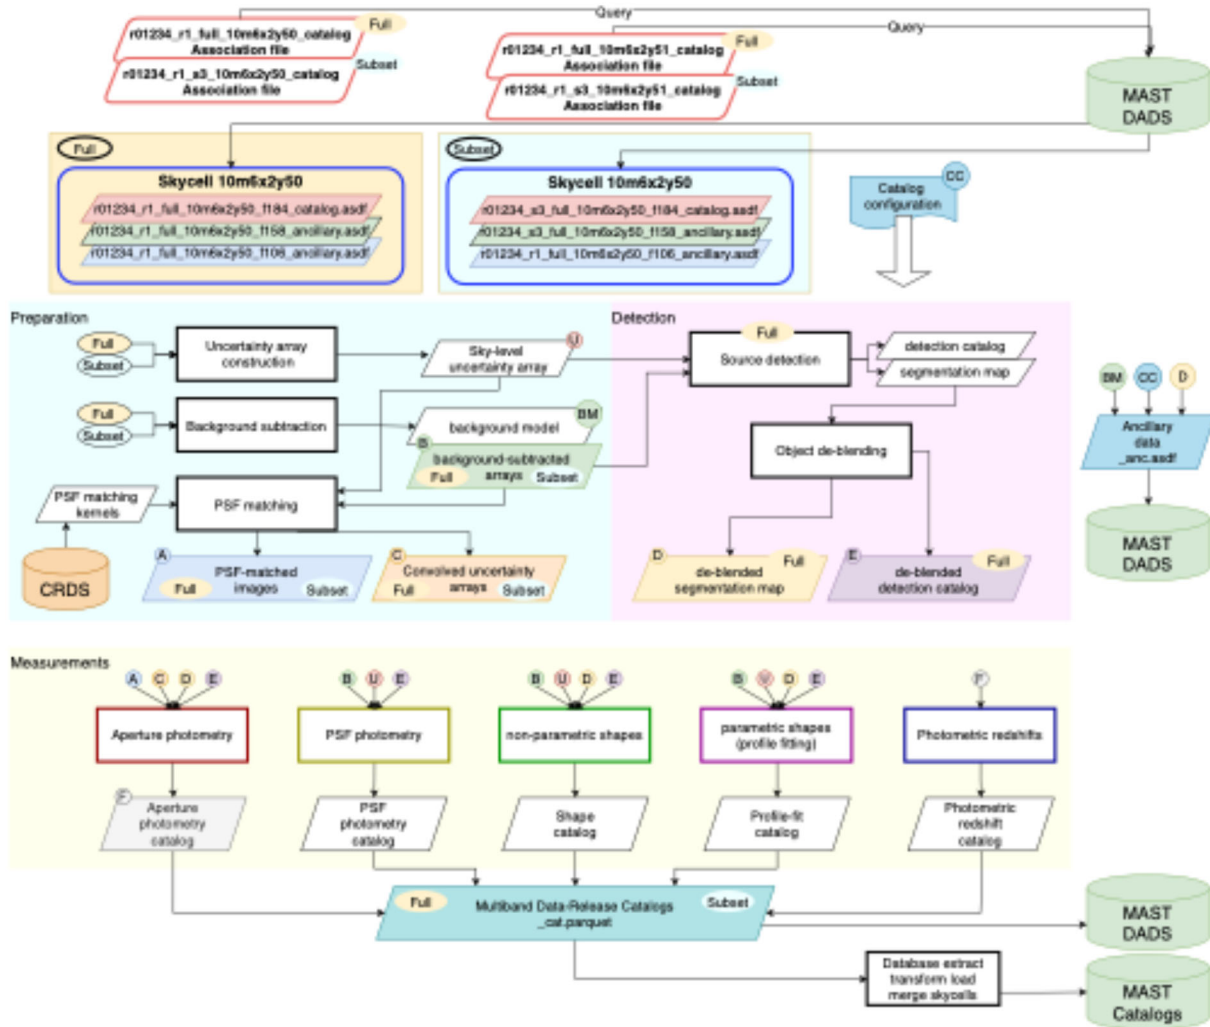 Query
Query
r01234_r1_full_10m6x2y50_catalog
Association file
Full
r01234_r1_s3_10m6x2y50_catalog
Association file
Subset
r01234_r1_full_10m6x2y51_catalog
Association file
Full
r01234_r1_s3_10m6x2y51_catalog
Association file
Subset
MAST
DADS
Full
Skycell 10m6x2y50
r01234_r1_full_10m6x2y50_f184_catalog.asdf
r01234_r1_full_10m6x2y50_f158_ancillary.asdf
r01234_r1_full_10m6x2y50_f106_ancillary.asdf
Subset
Skycell 10m6x2y50
r01234_s3_full_10m6x2y50_f184_catalog.asdf
r01234_s3_full_10m6x2y50_f158_ancillary.asdf
r01234_r1_full_10m6x2y50_f106_ancillary.asdf
CC
Catalog
configuration
Preparation
Full
Subset
Uncertainty array
construction
U
Sky-level
uncertainty array
Full
Subset
Background subtraction
BM
background model
B
background-subtracted
arrays
Full
Subset
PSF matching
kernels
PSF matching
CRDS
A
PSF-matched
images
Full
Subset
C
Convolved uncertainty
arrays
Full
Subset
Detection
Full
Source detection
detection catalog
segmentation map
Object de-blending
D
Full
de-blended
segmentation map
E
Full
de-blended
detection catalog
BM
CC
D
Ancillary
data
_anc.asdf
MAST
DADS
Measurements
A C D E
Aperture photometry
F
Aperture
photometry
catalog
B U E
PSF photometry
PSF
photometry
catalog
B U D E
non-parametric shapes
Shape
catalog
B U D E
parametric shapes
(profile fitting)
Profile-fit
catalog
F
Photometric redshifts
Photometric
redshift
catalog
Full
Multiband Data-Release Catalogs
_cat.parquet
Subset
MAST
DADS
Database extract
transform load
merge skycells
MAST
Catalogs